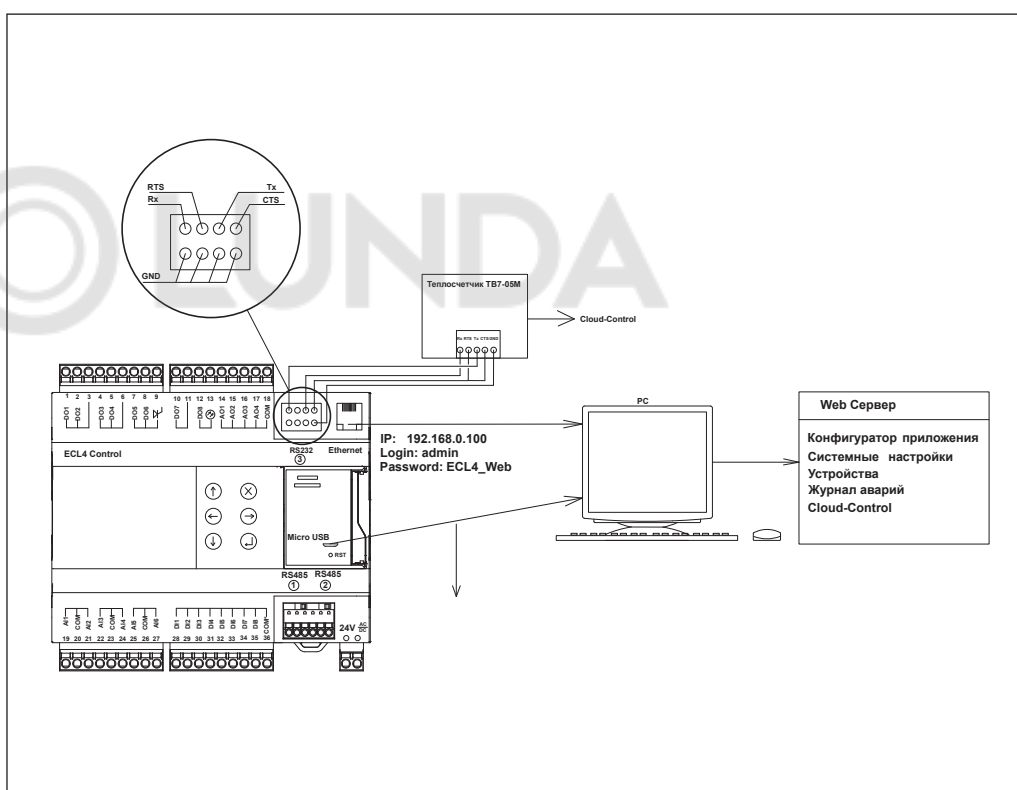 LUNDA
RTS
Tx
Rx
CTS
GND
Теплосчетчик ТВ7-05М
Rx RTS Tx CTS GND
Cloud-Control
1 2 3 4 5 6 7 8 9 10 11 12 13 14 15 16 17 18
DO1 DO2 DO3 DO4 DO5 DO6 DO7 DO8 AO1 AO2 AO3 AO4 COM
ECL4 Control
RS232
3
Ethernet
IP: 192.168.0.100
Login: admin
Password: ECL4_Web
PC
Web Сервер
Конфигуратор приложения
Системные настройки
Устройства
Журнал аварий
Cloud-Control
Micro USB
RST
RS485 RS485
1 2
AI1 COM AI2 AI3 COM AI4 AI5 COM AI6 DI1 DI2 DI3 DI4 DI5 DI6 DI7 DI8 COM
19 20 21 22 23 24 25 26 27 28 29 30 31 32 33 34 35 36
24V AC DC